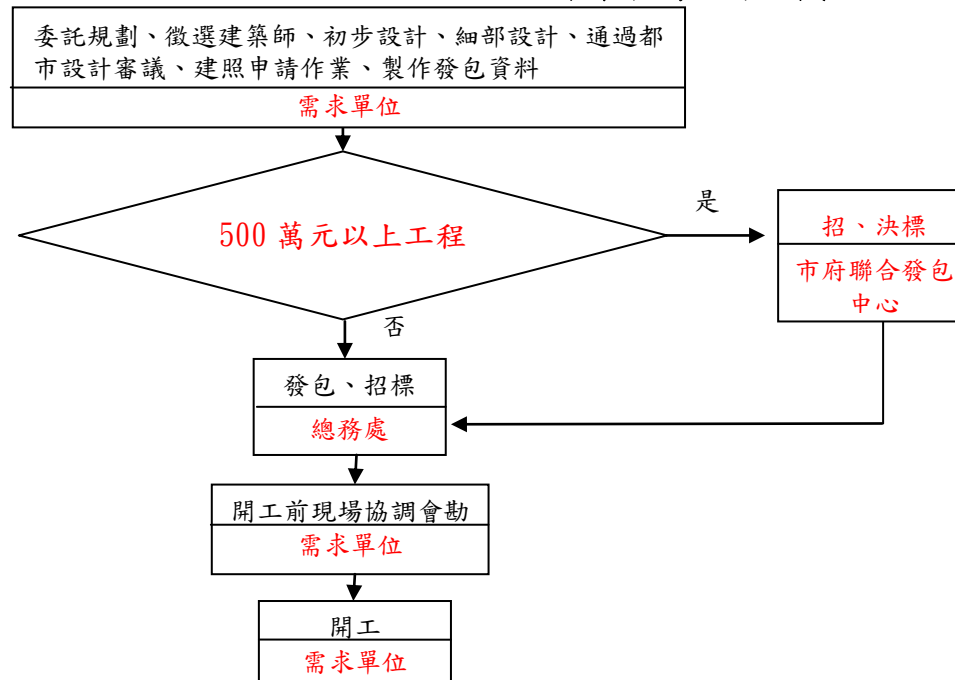 委託規劃、徵選建築師、初步設計、細部設計、通過都
市設計審議、建照申請作業、製作發包資料
需求單位
500 萬元以上工程
是
招、決標
市府聯合發包
中心
否
發包、招標
總務處
開工前現場協調會勘
需求單位
開工
需求單位